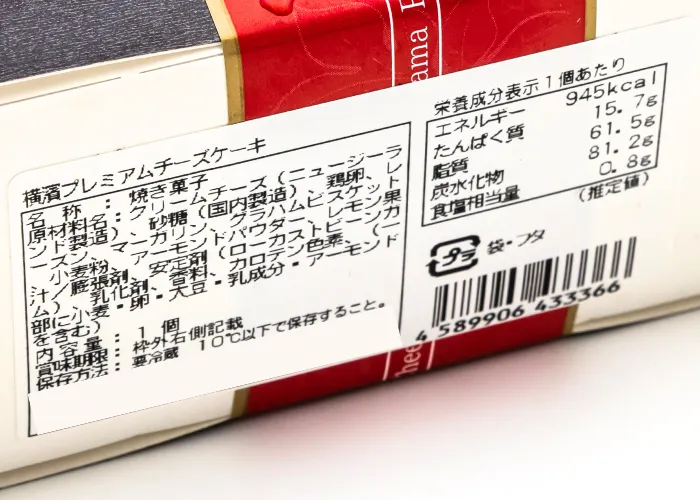 横濱プレミアムチーズケーキ
名 称 : 焼き菓子
原材料名 : クリームチーズ（ニュージーラ
ンド製造）、砂糖（国内製造）、鶏卵、レ
ーズン、マーガリン、グラハムビスケット
、小麦粉、アーモンドパウダー、レモン果
汁／膨張剤、安定剤（ローカストビーンガ
ム）、乳化剤、香料、カロテン色素、（一
部に小麦・卵・大豆・乳成分・アーモンド
を含む）
内容量 : 1個
賞味期限 : 枠外右側記載
保存方法 : 要冷蔵 10℃以下で保存すること。
栄養成分表示1個あたり
エネルギー 945kcal
たんぱく質 15.7g
脂質 61.5g
炭水化物 81.2g
食塩相当量 0.8g
（推定値）
プラ 袋・フタ
4 589906 433366
ama
hee